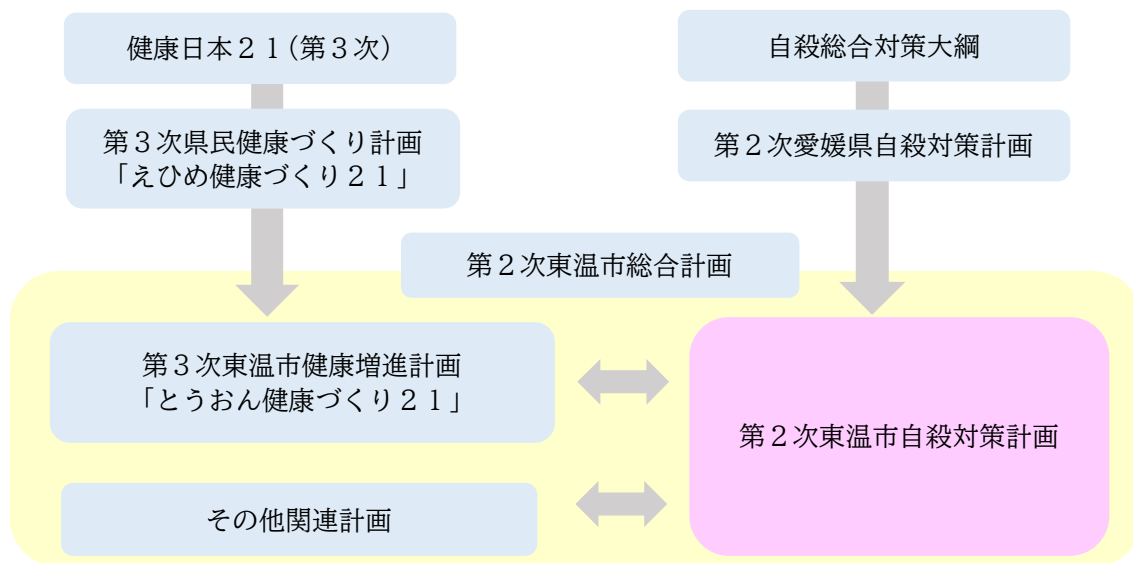 健康日本２１（第３次）
自殺総合対策大綱
第３次県民健康づくり計画
「えひめ健康づくり２１」
第２次愛媛県自殺対策計画
第２次東温市総合計画
第３次東温市健康増進計画
「とうおん健康づくり２１」
第２次東温市自殺対策計画
その他関連計画